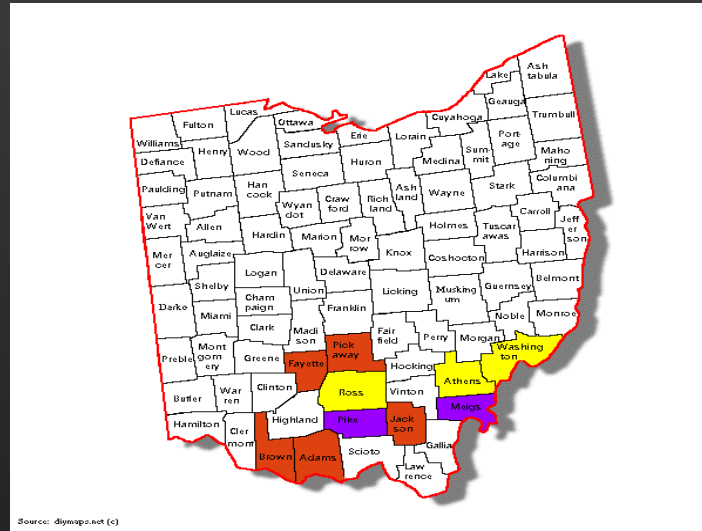 Lake
Ash
tabula
Geauga
Lucas
Fulton
Ottawa
Cuyahoga
Trumbull
Williams
Erie
Lorain
Sandusky
Port-
age
Defiance
Henry
Wood
Huron
Medina
Sum-
mit
Maho
ning
Seneca
Columbi
ana
Paulding
Putnam
Han
cock
Wyan
dot
Craw
ford
Rich
land
Ash
land
Wayne
Stark
Van
Wert
Allen
Hardin
Marion
Mor
row
Holmes
Tuscar
awas
Carroll
Jeff
er
son
Mer
cer
Auglaize
Knox
Coshocton
Harrison
Logan
Delaware
Shelby
Union
Licking
Musking
um
Guernsey
Belmont
Darke
Cham
paign
Miami
Franklin
Noble
Monroe
Clark
Madi
son
Fair
field
Perry
Morgan
Washing
ton
Preble
Mont
gom
ery
Greene
Fayette
Pick
away
Hocking
Athens
Butler
War
ren
Clinton
Ross
Vinton
Meigs
Hamilton
Cler
mont
Highland
Pike
Jack
son
Brown
Adams
Scioto
Gallia
Law
rence
Source: diymaps.net (c)